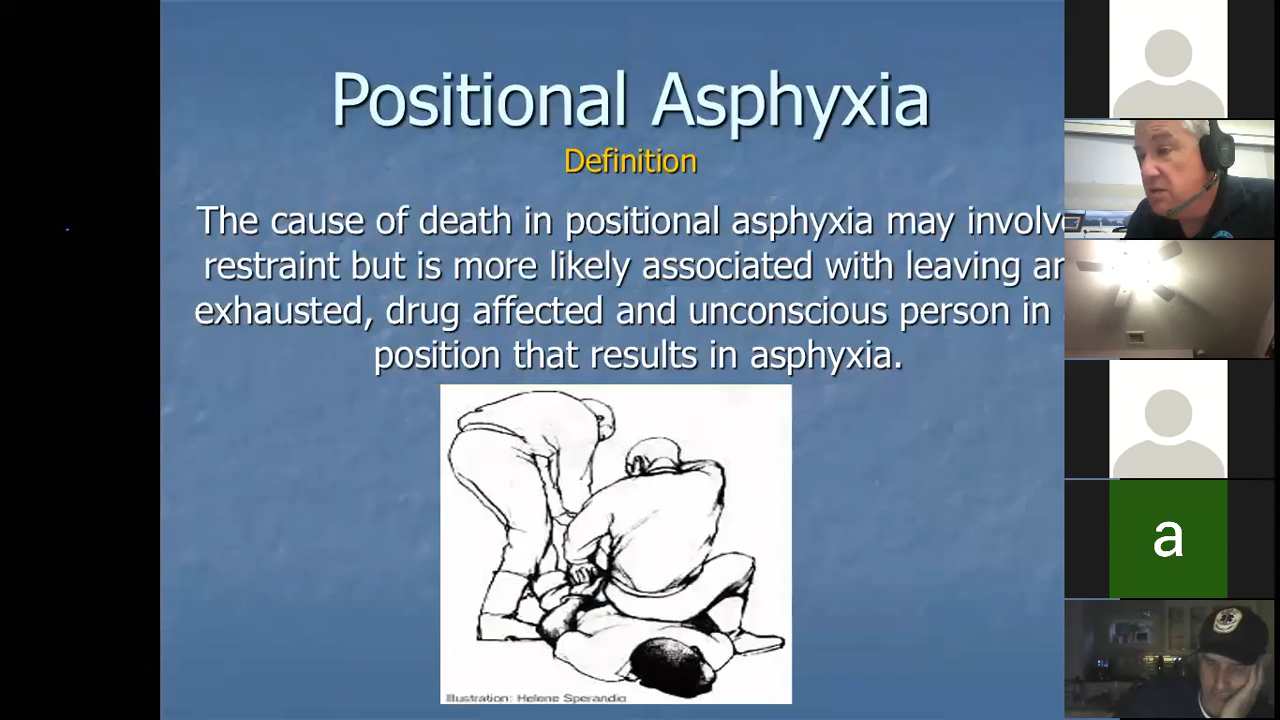 Positional Asphyxia
Definition
The cause of death in positional asphyxia may involve
restraint but is more likely associated with leaving an
exhausted, drug affected and unconscious person in
position that results in asphyxia.
Illustration: Helene Sperandio
a